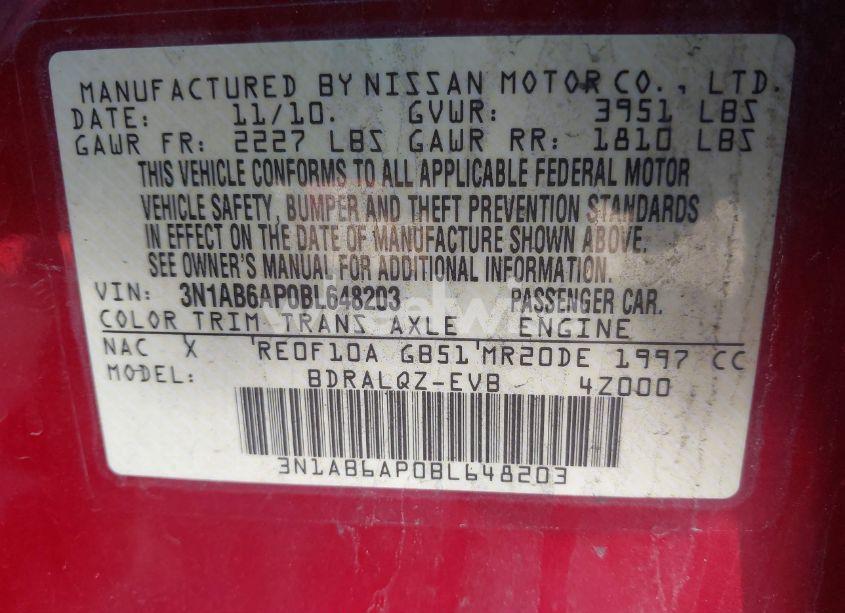 MANUFACTURED BY NISSAN MOTOR CO., LTD.
DATE: 11/10. GVWR: 3951 LBS
GAWR FR: 2227 LBS GAWR RR: 1810 LBS
THIS VEHICLE CONFORMS TO ALL APPLICABLE FEDERAL MOTOR
VEHICLE SAFETY, BUMPER AND THEFT PREVENTION STANDARDS
IN EFFECT ON THE DATE OF MANUFACTURE SHOWN ABOVE.
SEE OWNER'S MANUAL FOR ADDITIONAL INFORMATION.
VIN: 3N1AB6AP0BL648203 PASSENGER CAR.
COLOR TRIM TRANS AXLE ENGINE
NAC X 'RE0F10A GB51'MR20DE 1997 CC
MODEL: BDRALQZ-EVB 4Z000
3N1AB6AP0BL648203